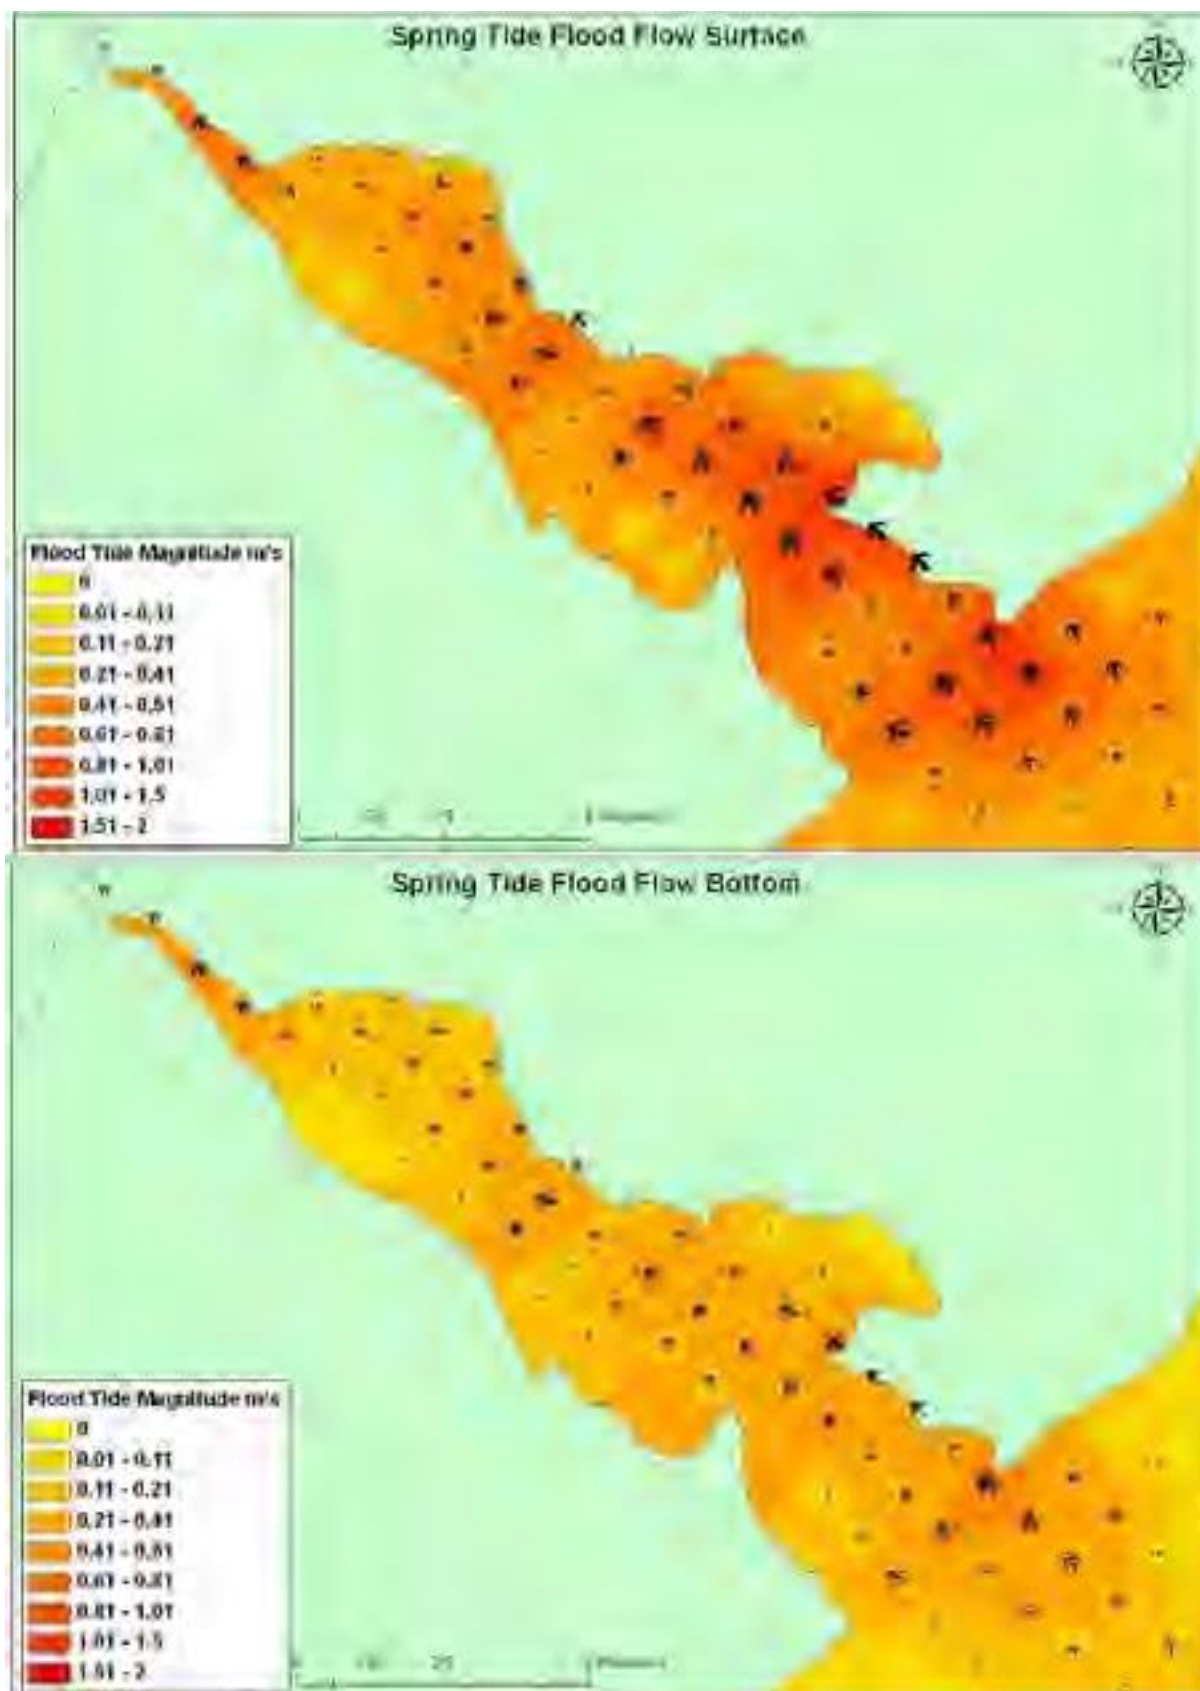 Spring Tide Flood Flow Surface
Flood Tide Magnitude m/s
0
0.01 - 0.11
0.11 - 0.21
0.21 - 0.41
0.41 - 0.61
0.61 - 0.81
0.81 - 1.01
1.01 - 1.5
1.51 - 2
Spring Tide Flood Flow Bottom
Flood Tide Magnitude m/s
0
0.01 - 0.11
0.11 - 0.21
0.21 - 0.41
0.41 - 0.61
0.61 - 0.81
0.81 - 1.01
1.01 - 1.5
1.51 - 2